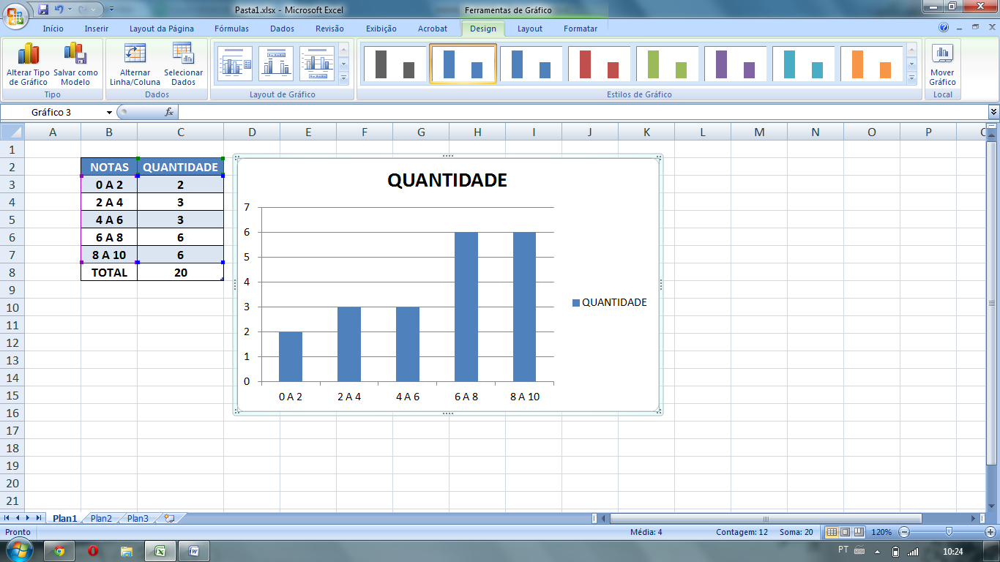 Pasta1.xlsx - Microsoft Excel
Ferramentas de Gráfico
Início Inserir Layout da Página Fórmulas Dados Revisão Exibição Acrobat Design Layout Formatar
Alterar Tipo de Gráfico
Salvar como Modelo
Alternar Linha/Coluna
Selecionar Dados
Mover Gráfico
Tipo Dados Layout de Gráfico Estilos de Gráfico Local
Gráfico 3 fx
A B C D E F G H I J K L M N O P
1
2 NOTAS QUANTIDADE
3 0 A 2 2
4 2 A 4 3
5 4 A 6 3
6 6 A 8 6
7 8 A 10 6
8 TOTAL 20
9
10
11
12
13
14
15
16
17
18
19
20
21
QUANTIDADE
7
6
5
4
3
2
1
0
0 A 2 2 A 4 4 A 6 6 A 8 8 A 10
QUANTIDADE
Plan1 Plan2 Plan3
Pronto Média: 4 Contagem: 12 Soma: 20 120%
PT 10:24